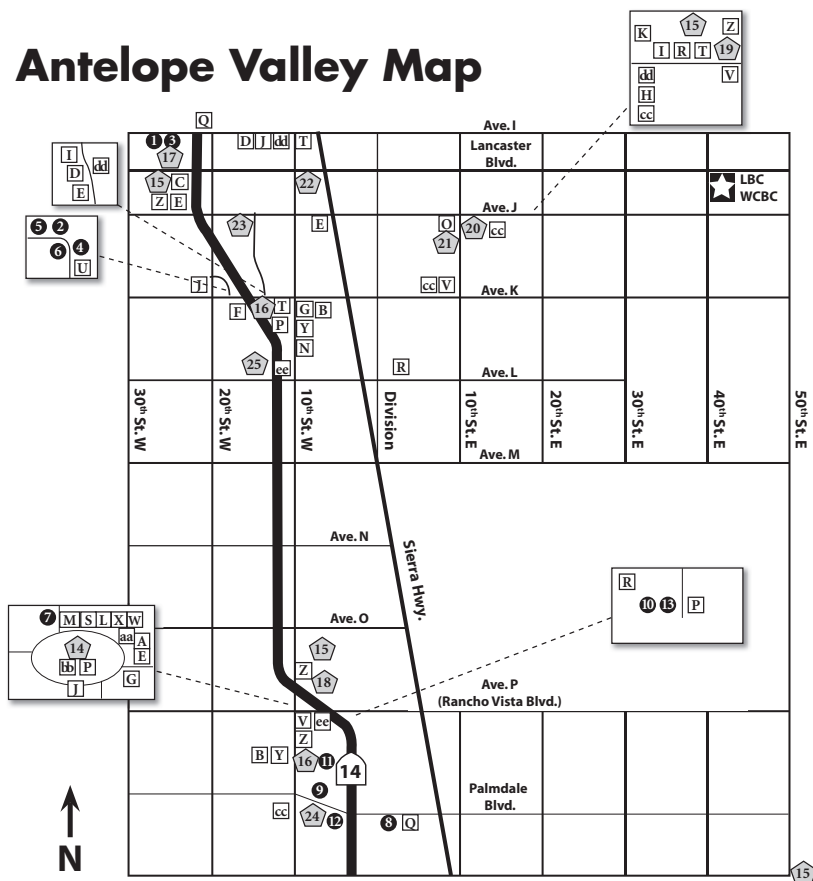 Antelope Valley Map
15 Z
K
I R T 19
dd V
H
cc
Q
Ave. I
1 3 D J dd T
Lancaster
Blvd.
17
I dd
D
E
15 C
22
LBC
WCBC
Z E
Ave. J
5 2
6 4
U
23 E O 20 cc
21
J cc V
Ave. K
F 16 T G B
P Y
N
25 ee R
Ave. L
30th St. W
20th St. W
10th St. W
Division
10th St. E
20th St. E
30th St. E
40th St. E
50th St. E
Ave. M
Ave. N
Sierra Hwy.
R
10 13 P
7 M S L X W
aa A
14 E
bb P
J G
Ave. O
15
Z 18
Ave. P
(Rancho Vista Blvd.)
V ee
Z
B Y 16 11
14
9
Palmdale
Blvd.
cc 24 12 8 Q
N
15